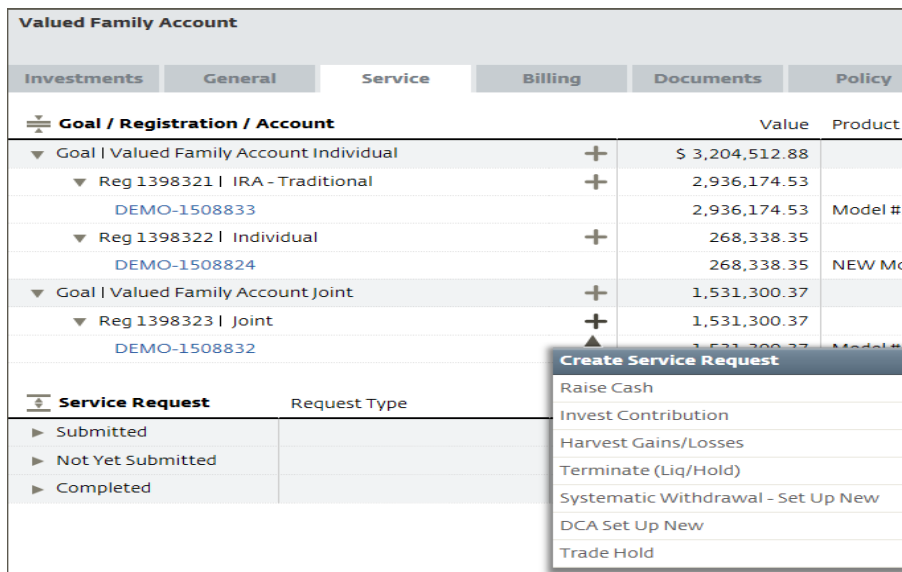 Valued Family Account
Investments General Service Billing Documents Policy
Goal / Registration / Account Value Product
Goal | Valued Family Account Individual $ 3,204,512.88
Reg 1398321 | IRA - Traditional 2,936,174.53
DEMO-1508833 2,936,174.53 Model #
Reg 1398322 | Individual 268,338.35
DEMO-1508824 268,338.35 NEW Mo
Goal | Valued Family Account Joint 1,531,300.37
Reg 1398323 | Joint 1,531,300.37
DEMO-1508832 1,531,300.37 Model #
Create Service Request
Raise Cash
Service Request Request Type
Invest Contribution
Submitted
Harvest Gains/Losses
Not Yet Submitted
Terminate (Liq/Hold)
Completed
Systematic Withdrawal - Set Up New
DCA Set Up New
Trade Hold